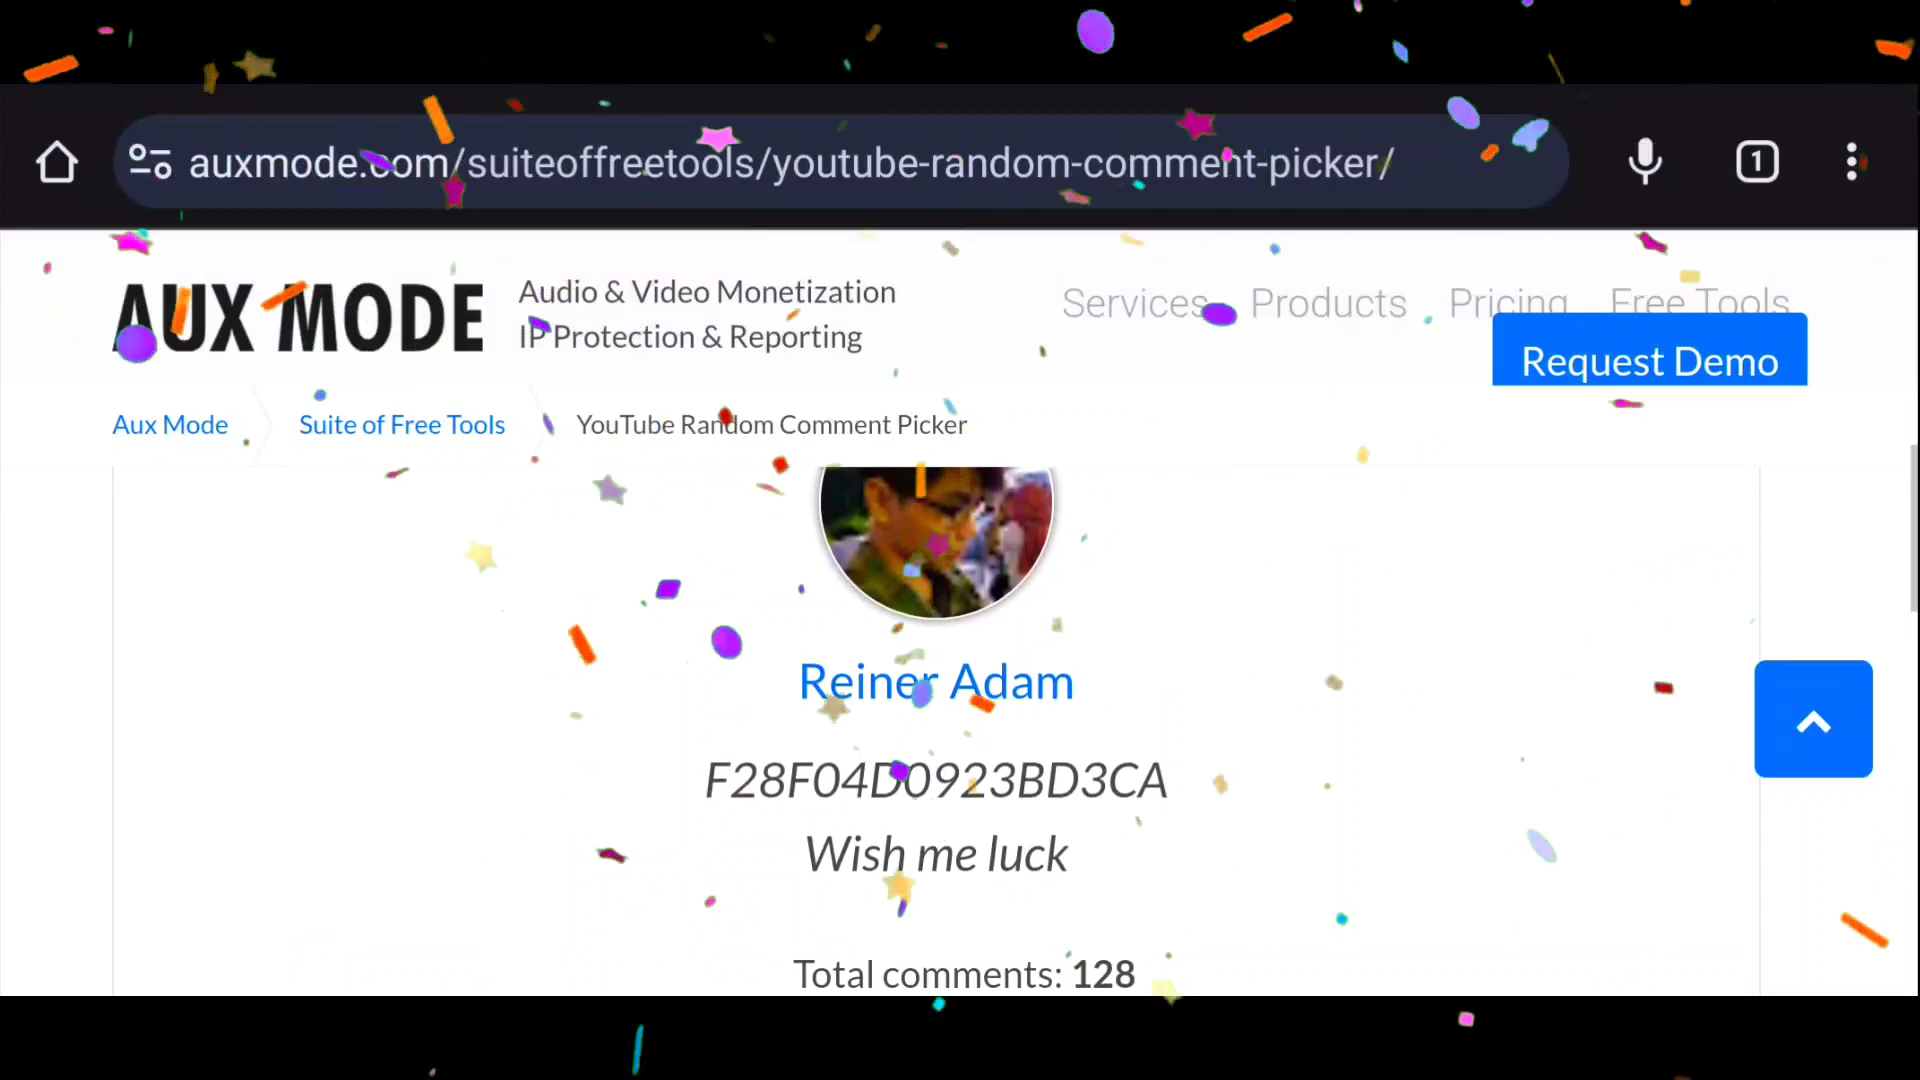 auxmode.com/suiteoffreetools/youtube-random-comment-picker/
1
AUX MODE
Audio & Video Monetization
IP Protection & Reporting
Services
Products
Pricing
Free Tools
Request Demo
Aux Mode
Suite of Free Tools
YouTube Random Comment Picker
Reiner Adam
F28F04D0923BD3CA
Wish me luck
Total comments: 128